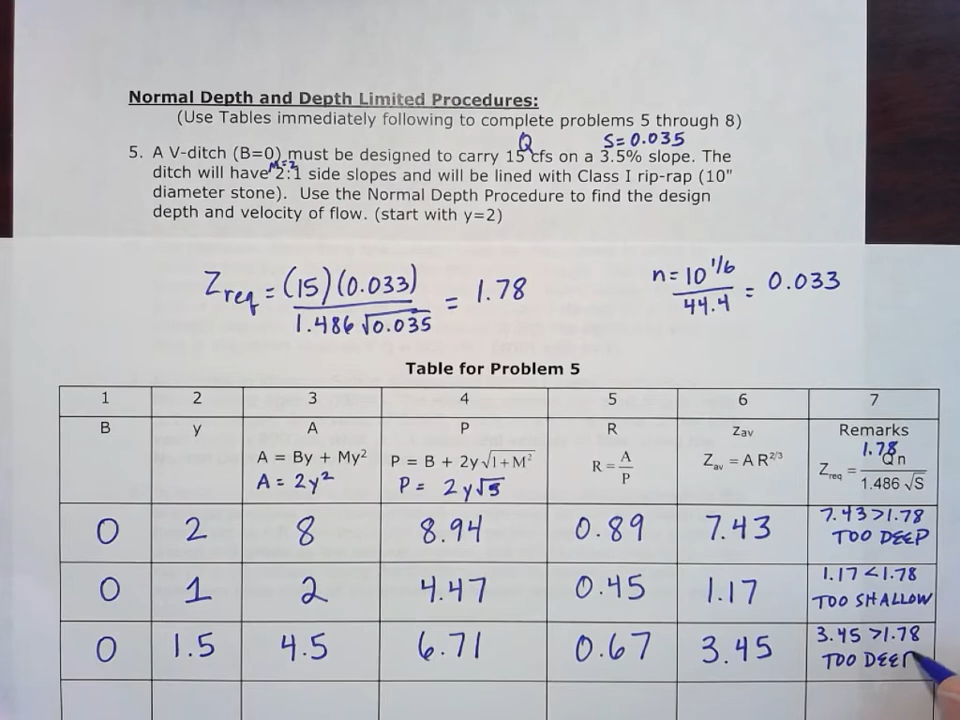 Normal Depth and Depth Limited Procedures:
(Use Tables immediately following to complete problems 5 through 8)
Q S=0.035
5. A V-ditch (B=0) must be designed to carry 15 cfs on a 3.5% slope. The
M=2
ditch will have 2:1 side slopes and will be lined with Class I rip-rap (10"
diameter stone). Use the Normal Depth Procedure to find the design
depth and velocity of flow. (start with y=2)
Zreq = (15)(0.033) / 1.486 √0.035 = 1.78
n = 10^1/6 / 44.4 = 0.033
Table for Problem 5
1 2 3 4 5 6 7
B y A P R Zav Remarks
1.78
A = By + My² P = B + 2y √1+M² R = A/P Zav = A R^2/3 Zreq = Qn / 1.486 √S
A = 2y² P = 2y√5
0 2 8 8.94 0.89 7.43 7.43>1.78
TOO DEEP
0 1 2 4.47 0.45 1.17 1.17<1.78
TOO SHALLOW
0 1.5 4.5 6.71 0.67 3.45 3.45>1.78
TOO